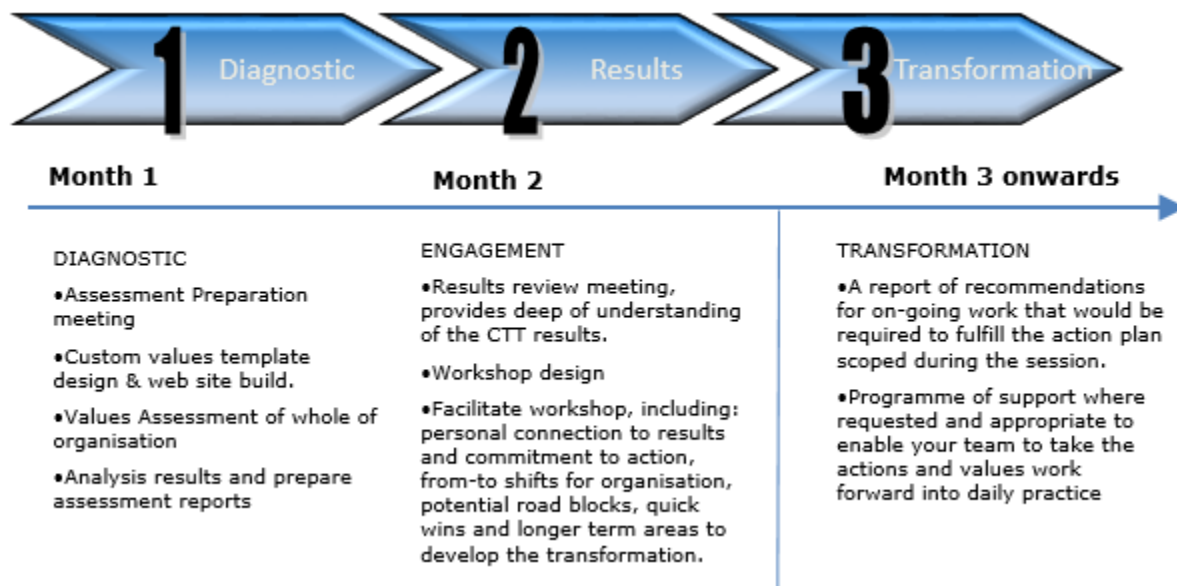 1 Diagnostic
2 Results
3 Transformation
Month 1
Month 2
Month 3 onwards
DIAGNOSTIC
•Assessment Preparation
meeting
•Custom values template
design & web site build.
•Values Assessment of whole of
organisation
•Analysis results and prepare
assessment reports
ENGAGEMENT
•Results review meeting,
provides deep of understanding
of the CTT results.
•Workshop design
•Facilitate workshop, including:
personal connection to results
and commitment to action,
from-to shifts for organisation,
potential road blocks, quick
wins and longer term areas to
develop the transformation.
TRANSFORMATION
•A report of recommendations
for on-going work that would be
required to fulfill the action plan
scoped during the session.
•Programme of support where
requested and appropriate to
enable your team to take the
actions and values work
forward into daily practice